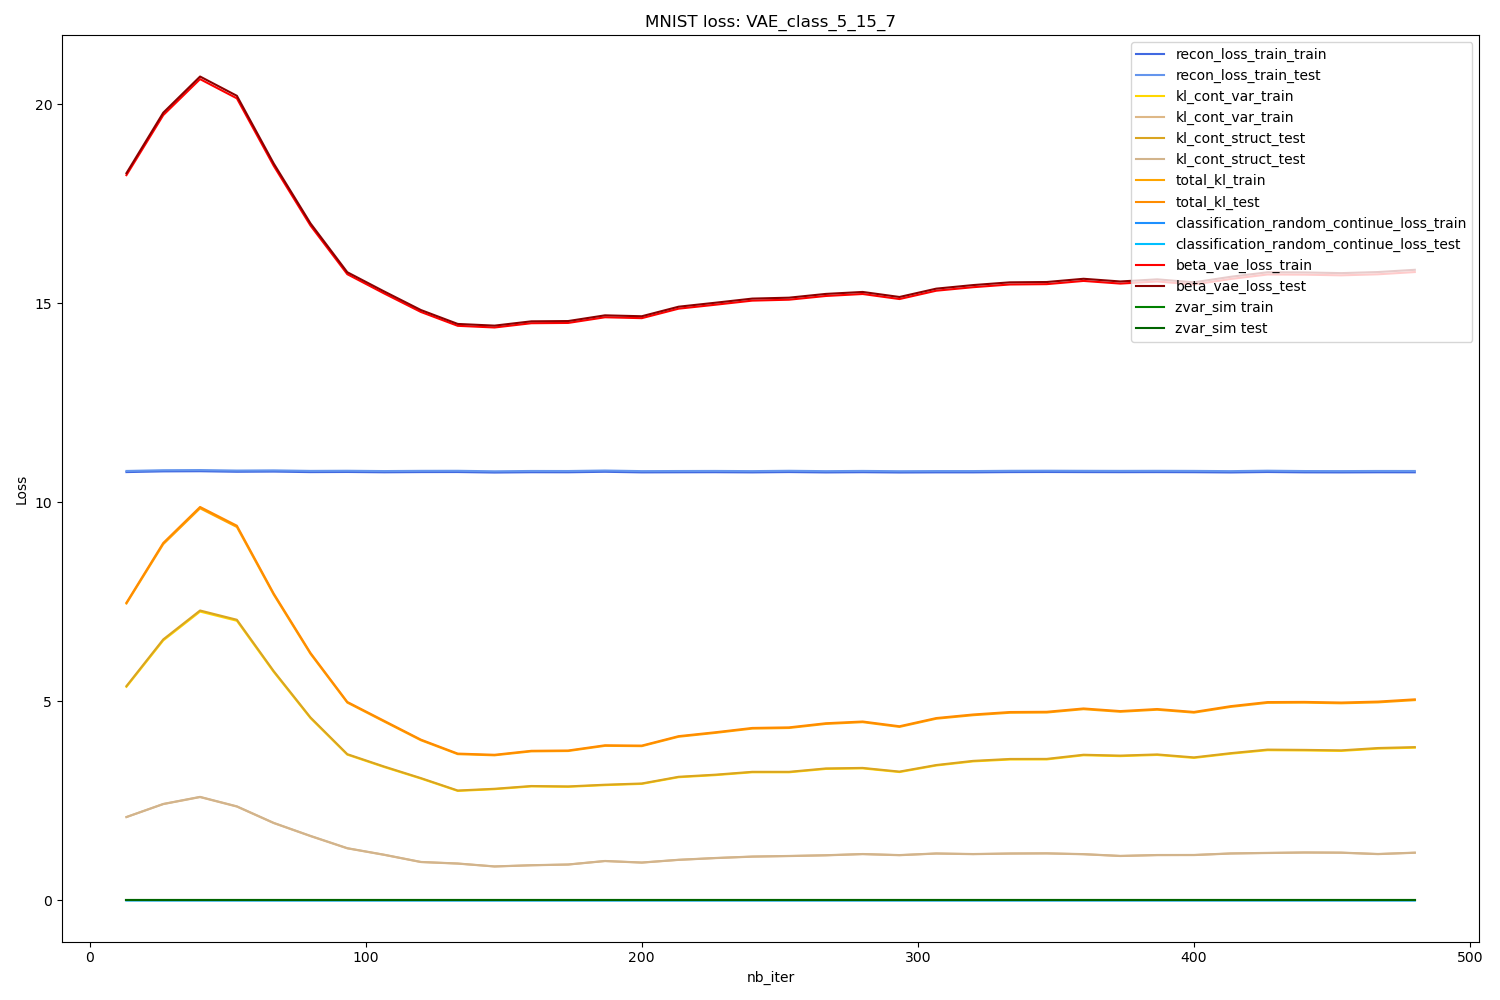 MNIST loss: VAE_class_5_15_7
recon_loss_train_train
recon_loss_train_test
kl_cont_var_train
kl_cont_var_train
kl_cont_struct_test
kl_cont_struct_test
total_kl_train
total_kl_test
classification_random_continue_loss_train
classification_random_continue_loss_test
beta_vae_loss_train
beta_vae_loss_test
zvar_sim train
zvar_sim test
20
15
10
5
0
Loss
0 100 200 300 400 500
nb_iter